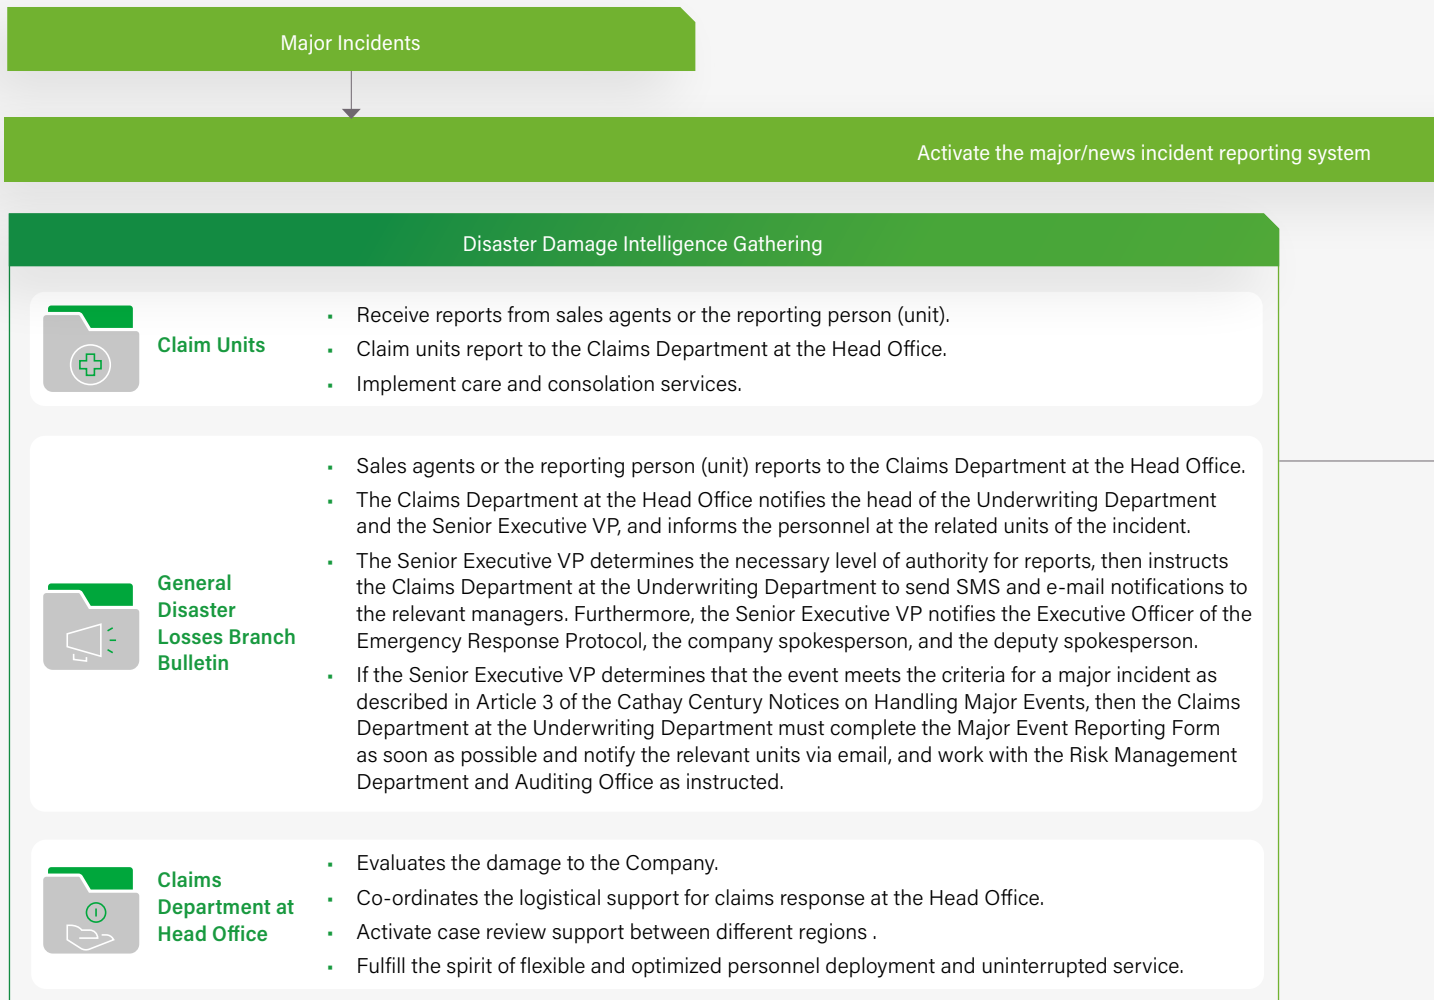 Major Incidents
Activate the major/news incident reporting system
Disaster Damage Intelligence Gathering
Claim Units
▪ Receive reports from sales agents or the reporting person (unit).
▪ Claim units report to the Claims Department at the Head Office.
▪ Implement care and consolation services.
General
Disaster
Losses Branch
Bulletin
▪ Sales agents or the reporting person (unit) reports to the Claims Department at the Head Office.
▪ The Claims Department at the Head Office notifies the head of the Underwriting Department
and the Senior Executive VP, and informs the personnel at the related units of the incident.
▪ The Senior Executive VP determines the necessary level of authority for reports, then instructs
the Claims Department at the Underwriting Department to send SMS and e-mail notifications to
the relevant managers. Furthermore, the Senior Executive VP notifies the Executive Officer of the
Emergency Response Protocol, the company spokesperson, and the deputy spokesperson.
▪ If the Senior Executive VP determines that the event meets the criteria for a major incident as
described in Article 3 of the Cathay Century Notices on Handling Major Events, then the Claims
Department at the Underwriting Department must complete the Major Event Reporting Form
as soon as possible and notify the relevant units via email, and work with the Risk Management
Department and Auditing Office as instructed.
Claims
Department at
Head Office
▪ Evaluates the damage to the Company.
▪ Co-ordinates the logistical support for claims response at the Head Office.
▪ Activate case review support between different regions .
▪ Fulfill the spirit of flexible and optimized personnel deployment and uninterrupted service.